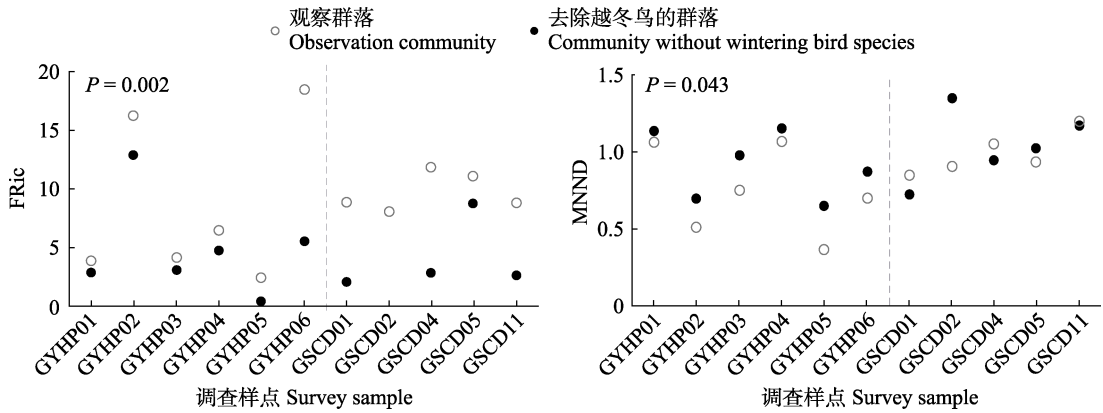 观察群落
Observation community
去除越冬鸟的群落
Community without wintering bird species
P = 0.002
20
15
10
5
0
FRic
GYHP01
GYHP02
GYHP03
GYHP04
GYHP05
GYHP06
GSCD01
GSCD02
GSCD04
GSCD05
GSCD11
调查样点 Survey sample
P = 0.043
1.5
1.0
0.5
0
MNND
GYHP01
GYHP02
GYHP03
GYHP04
GYHP05
GYHP06
GSCD01
GSCD02
GSCD04
GSCD05
GSCD11
调查样点 Survey sample